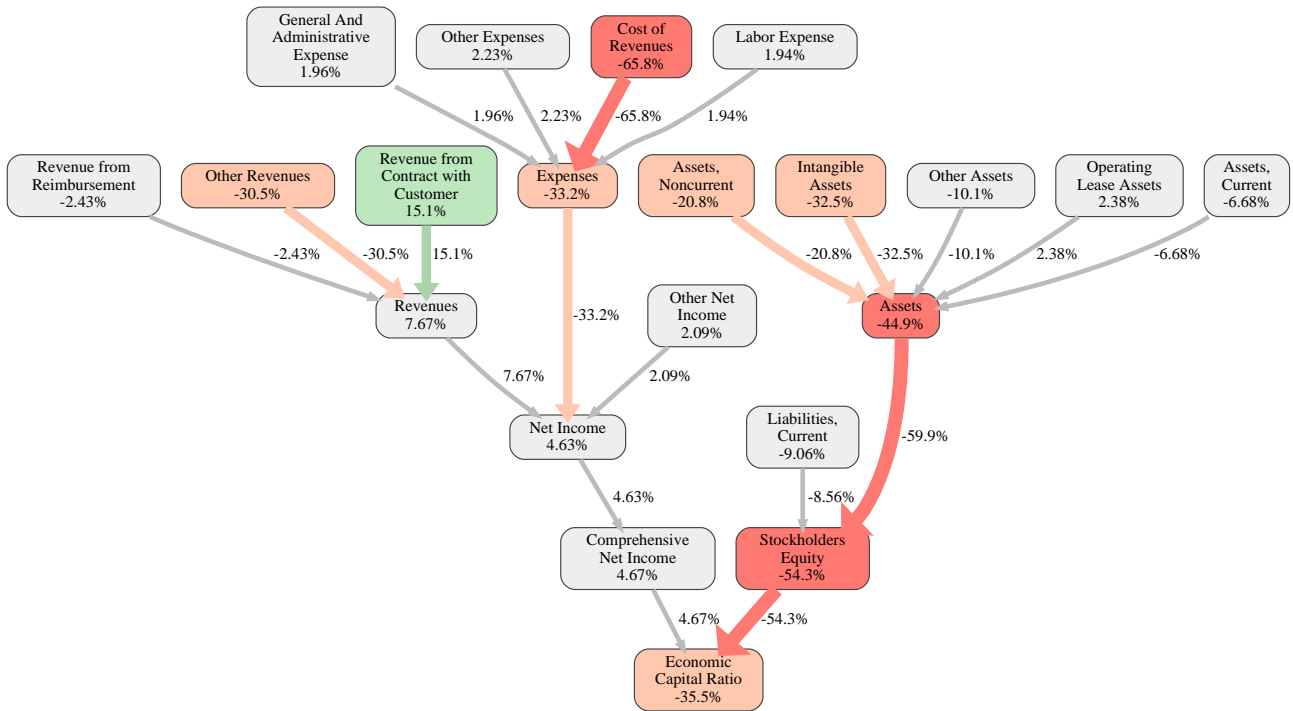 General And
Administrative
Expense
1.96%
Other Expenses
2.23%
Cost of
Revenues
-65.8%
Labor Expense
1.94%
1.96%
2.23%
-65.8%
1.94%
Revenue from
Reimbursement
-2.43%
Other Revenues
-30.5%
Revenue from
Contract with
Customer
15.1%
Expenses
-33.2%
Assets,
Noncurrent
-20.8%
Intangible
Assets
-32.5%
Other Assets
-10.1%
Operating
Lease Assets
2.38%
Assets,
Current
-6.68%
-2.43%
-30.5%
15.1%
-20.8%
-32.5%
-10.1%
2.38%
-6.68%
Revenues
7.67%
-33.2%
Other Net
Income
2.09%
Assets
-44.9%
7.67%
2.09%
Net Income
4.63%
Liabilities,
Current
-9.06%
-59.9%
4.63%
-8.56%
Comprehensive
Net Income
4.67%
Stockholders
Equity
-54.3%
4.67%
-54.3%
Economic
Capital Ratio
-35.5%